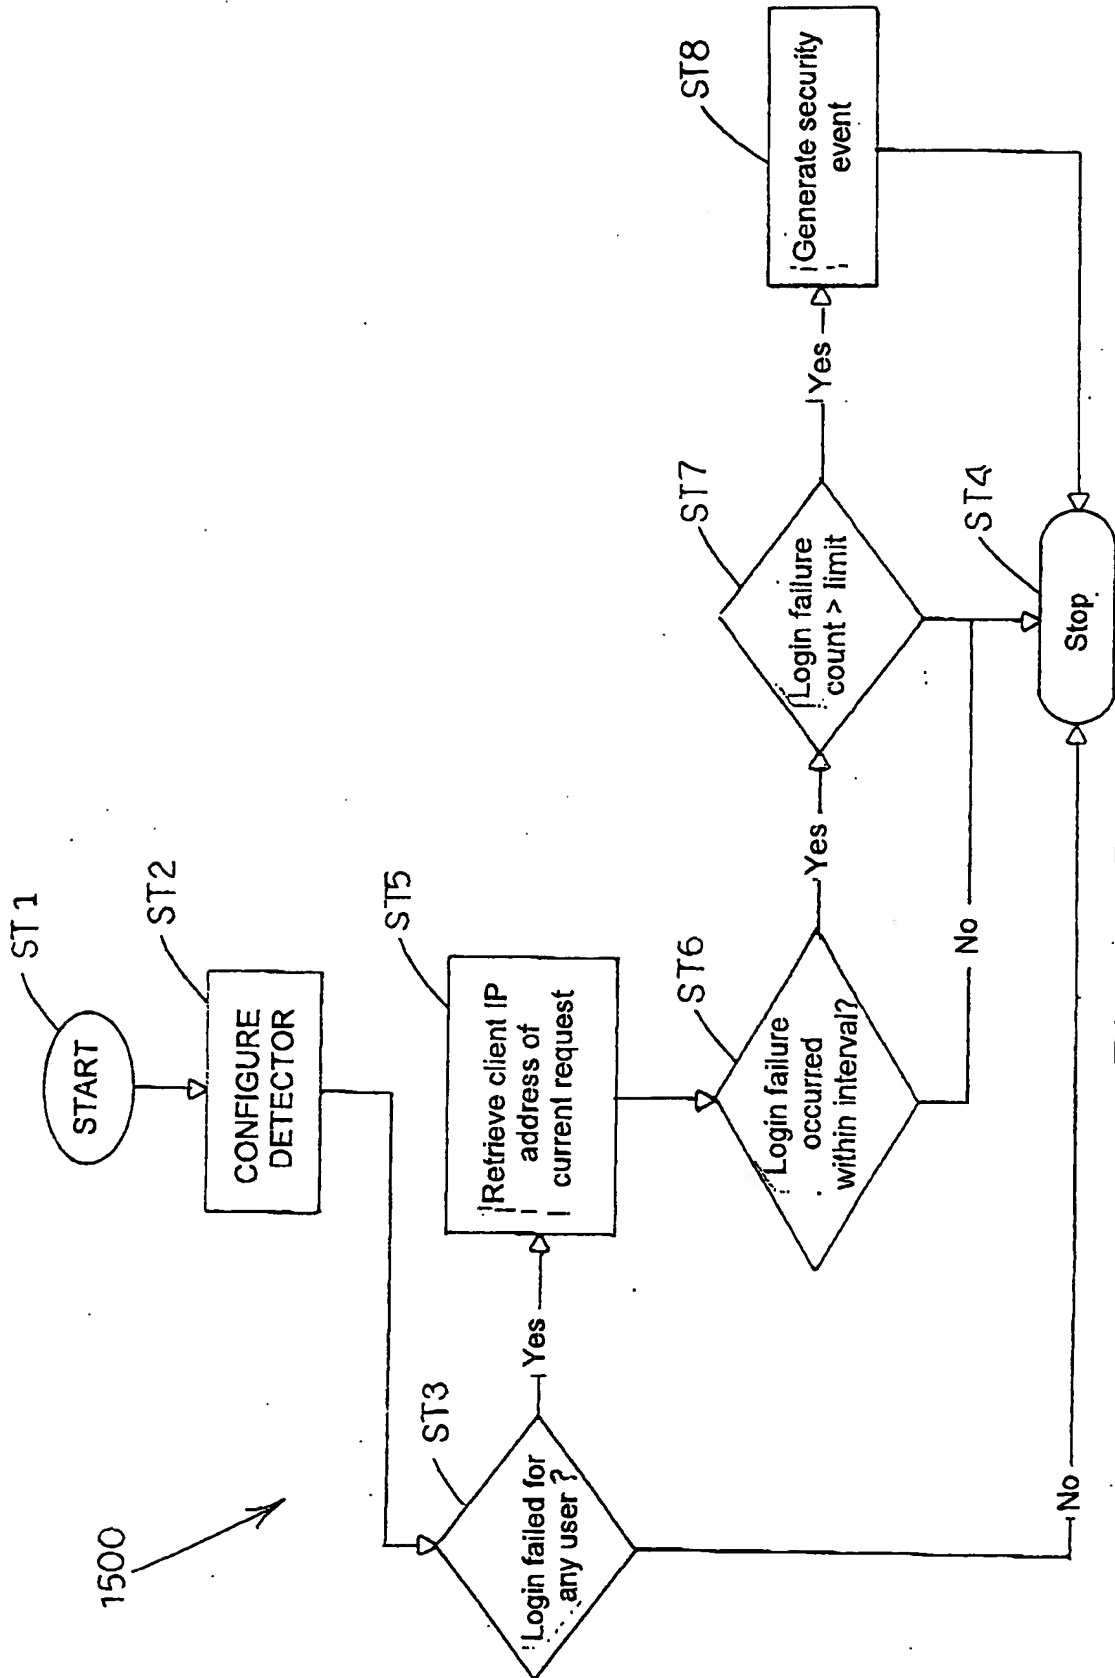 1500
START
ST1
CONFIGURE
DETECTOR
ST2
Login failed for
any user ?
ST3
Yes
No
Retrieve client IP
address of
current request
ST5
Login failure
occurred
within interval?
ST6
Yes
No
Login failure
count > limit
ST7
Yes
Generate security
event
ST8
Stop
ST4